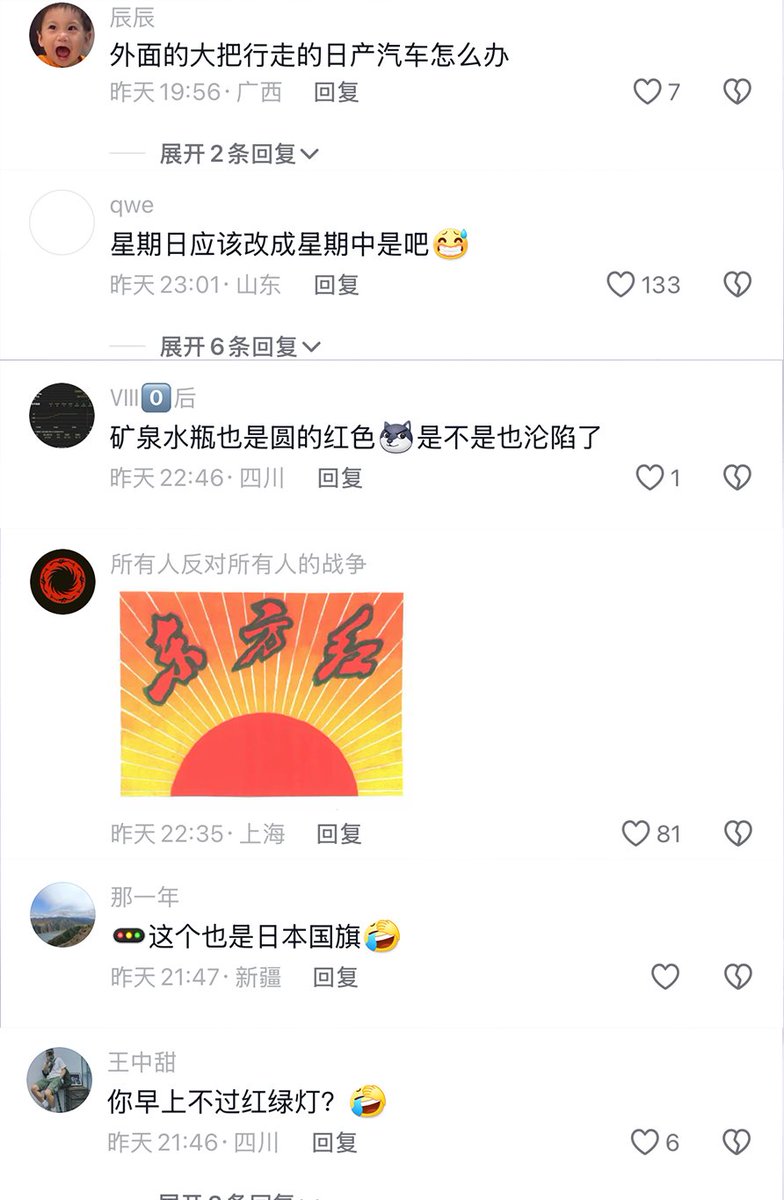 辰辰
外面的大把行走的日产汽车怎么办
昨天 19:56 · 广西 回复
7
展开 2 条回复
qwe
星期日应该改成星期中是吧😅
昨天 23:01 · 山东 回复
133
展开 6 条回复
VIII0️⃣后
矿泉水瓶也是圆的红色🐺是不是也沦陷了
昨天 22:46 · 四川 回复
1
所有人反对所有人的战争
东方红
昨天 22:35 · 上海 回复
81
那一年
🚥这个也是日本国旗🤣
昨天 21:47 · 新疆 回复
王中甜
你早上不过红绿灯？🤣
昨天 21:46 · 四川 回复
6